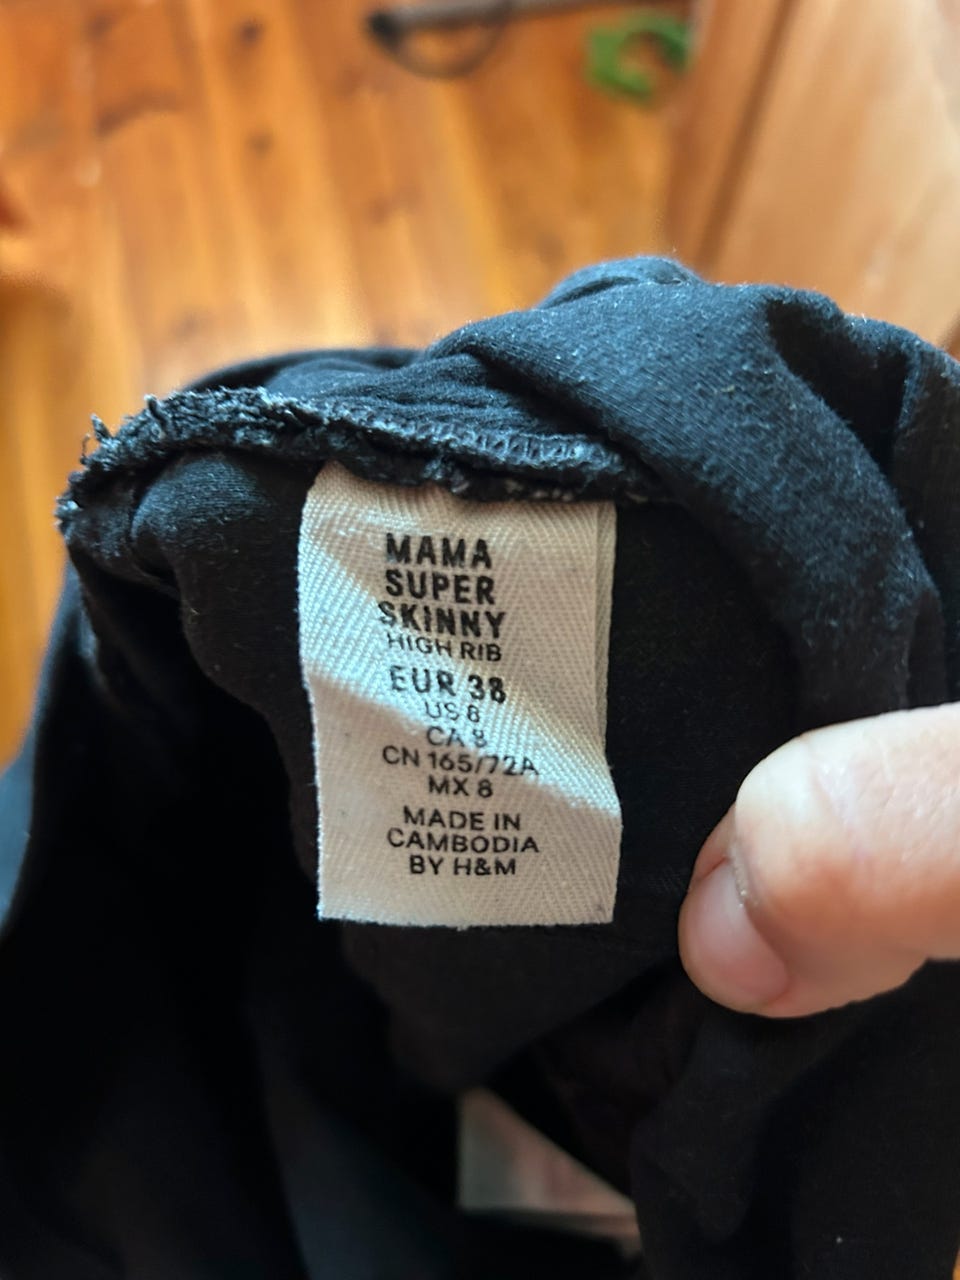 MAMA
SUPER
SKINNY
HIGH RIB
EUR 38
US 8
CA 8
CN 165/72A
MX 8
MADE IN
CAMBODIA
BY H&M